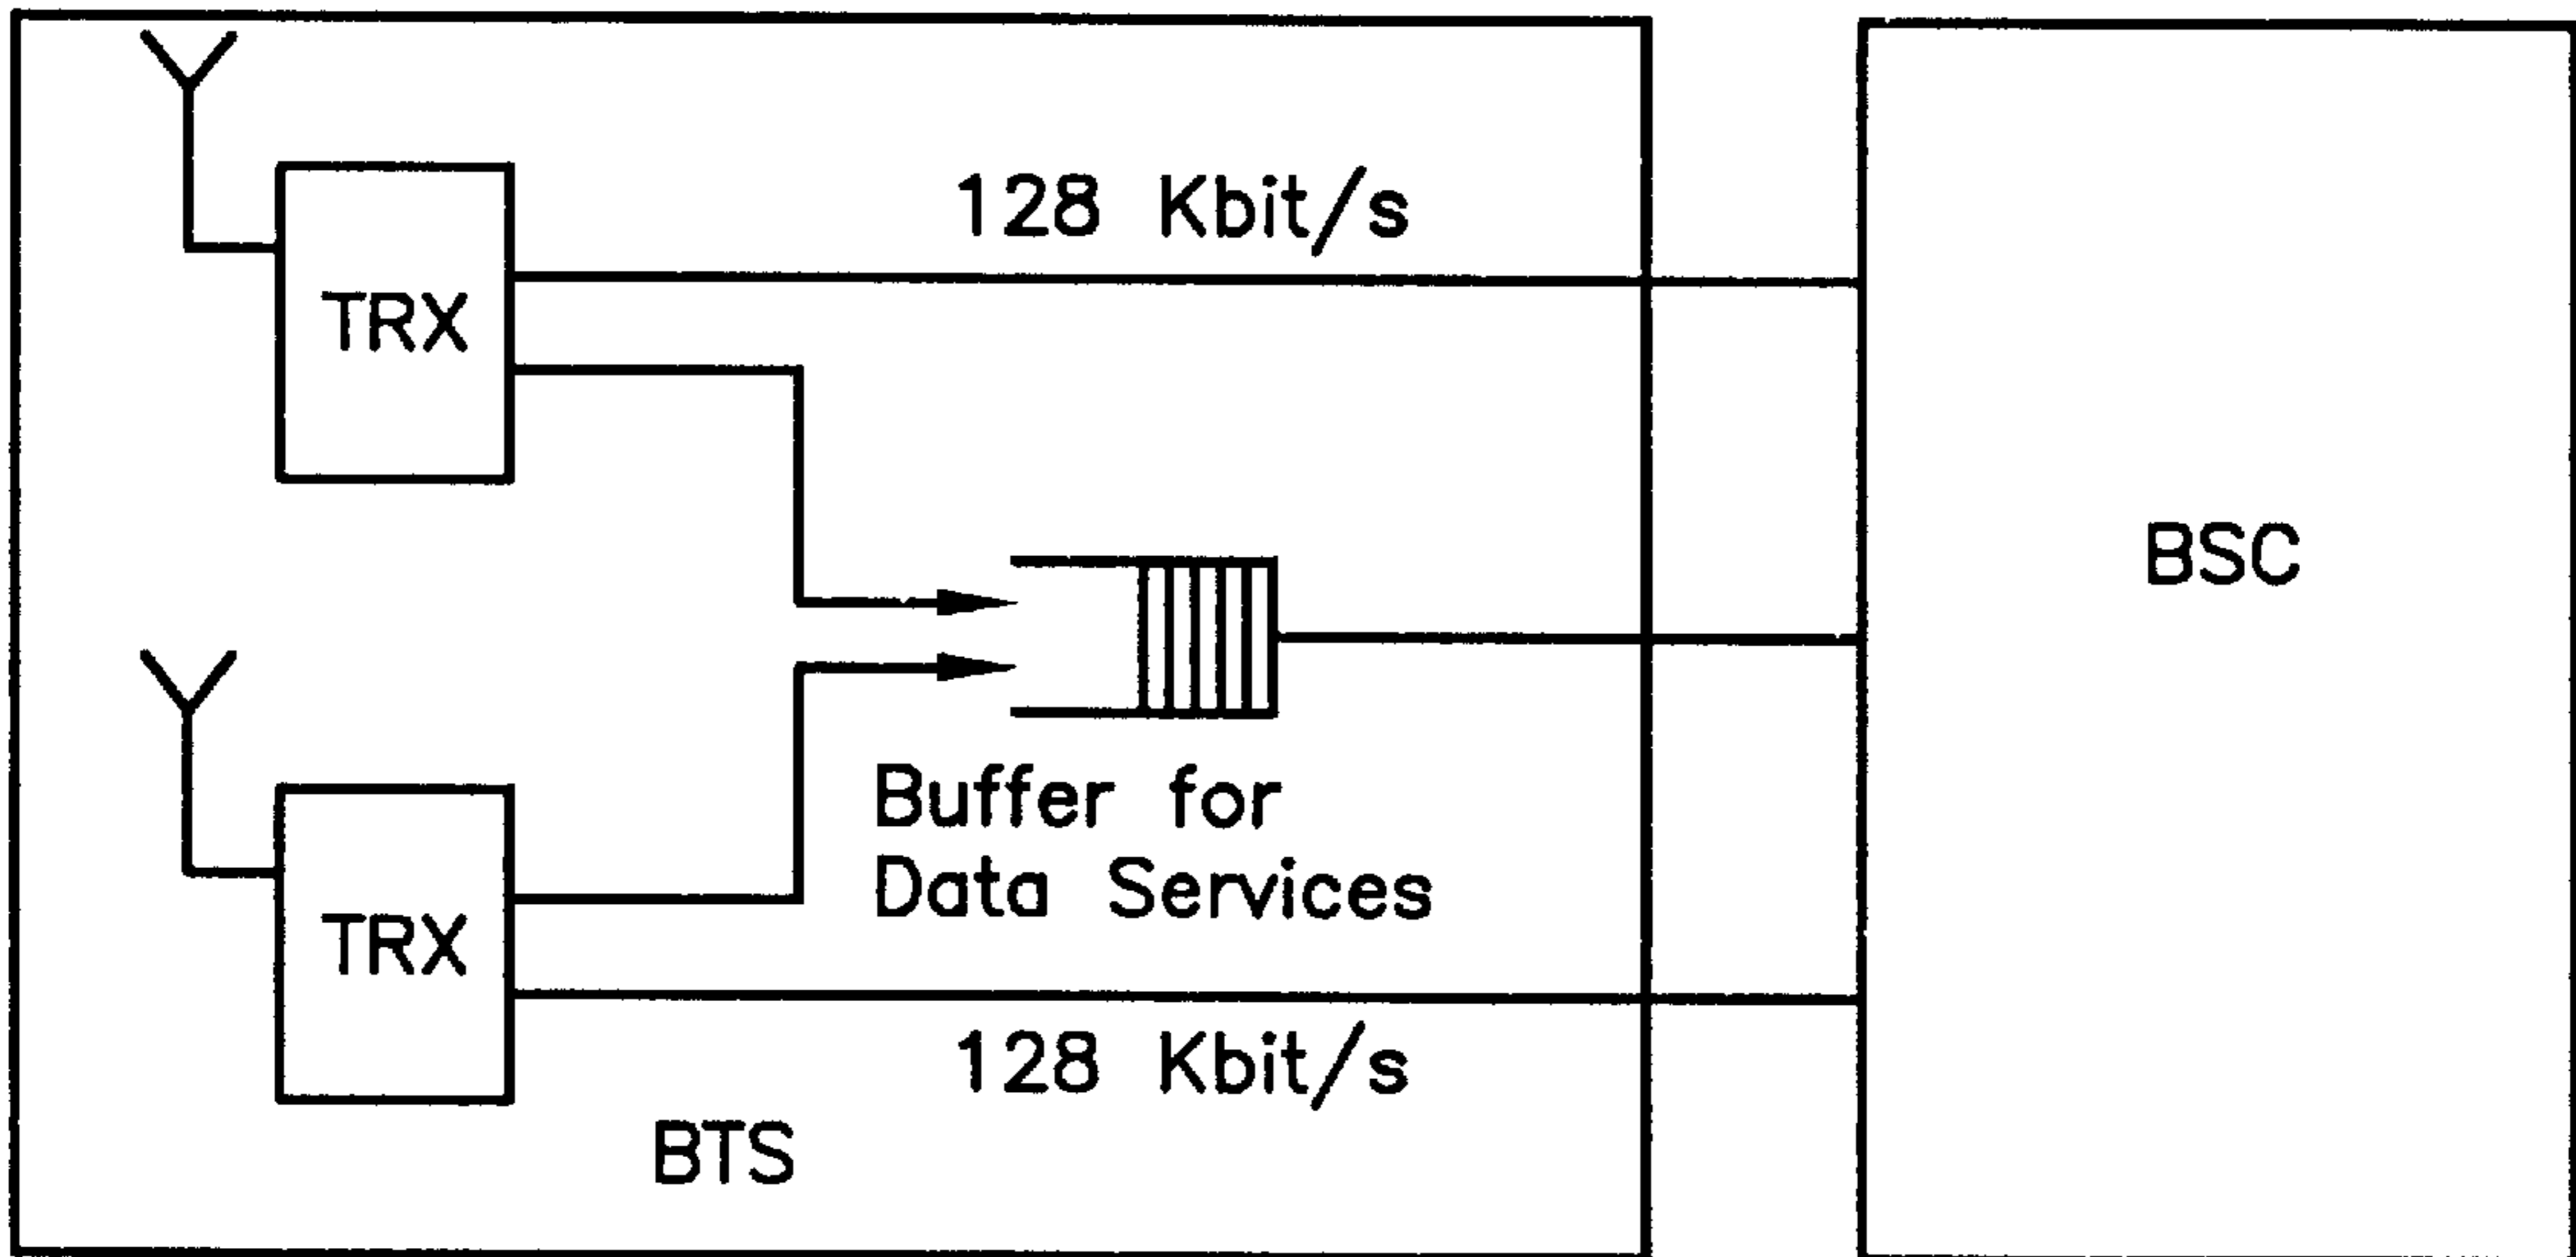 128 Kbit/s
TRX
BSC
Buffer for
Data Services
TRX
128 Kbit/s
BTS